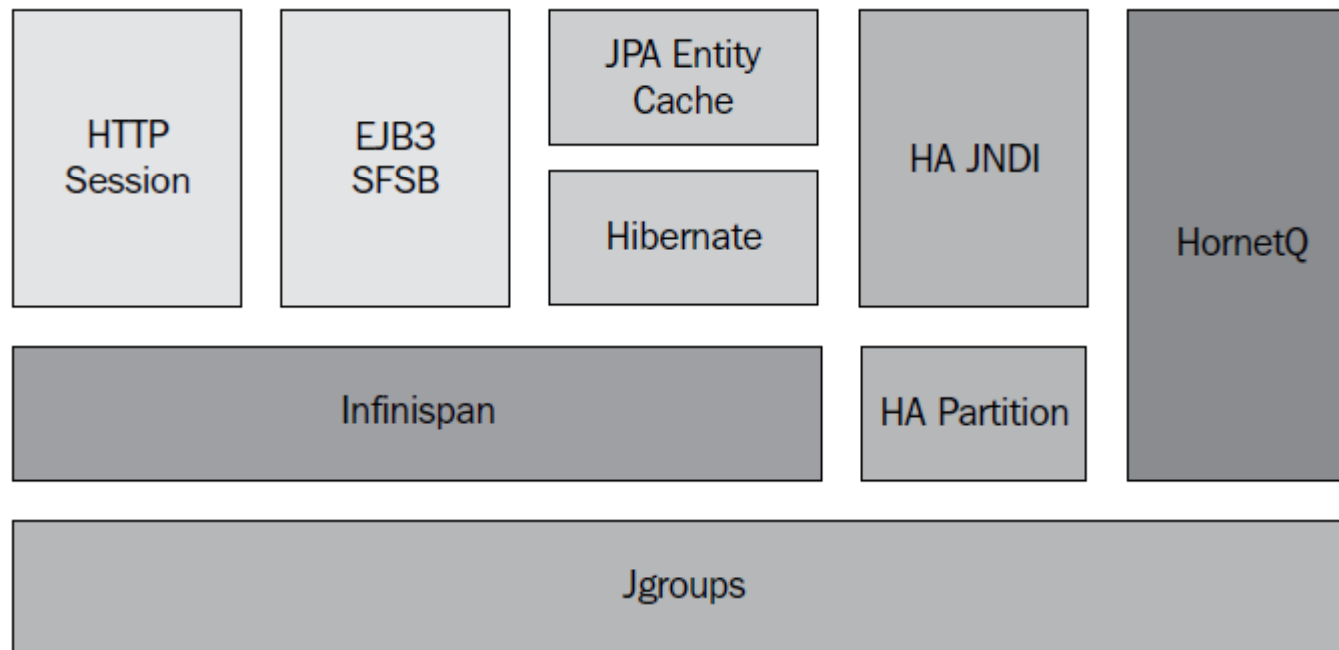 HTTP
Session
EJB3
SFSB
JPA Entity
Cache
Hibernate
HA JNDI
HornetQ
Infinispan
HA Partition
Jgroups